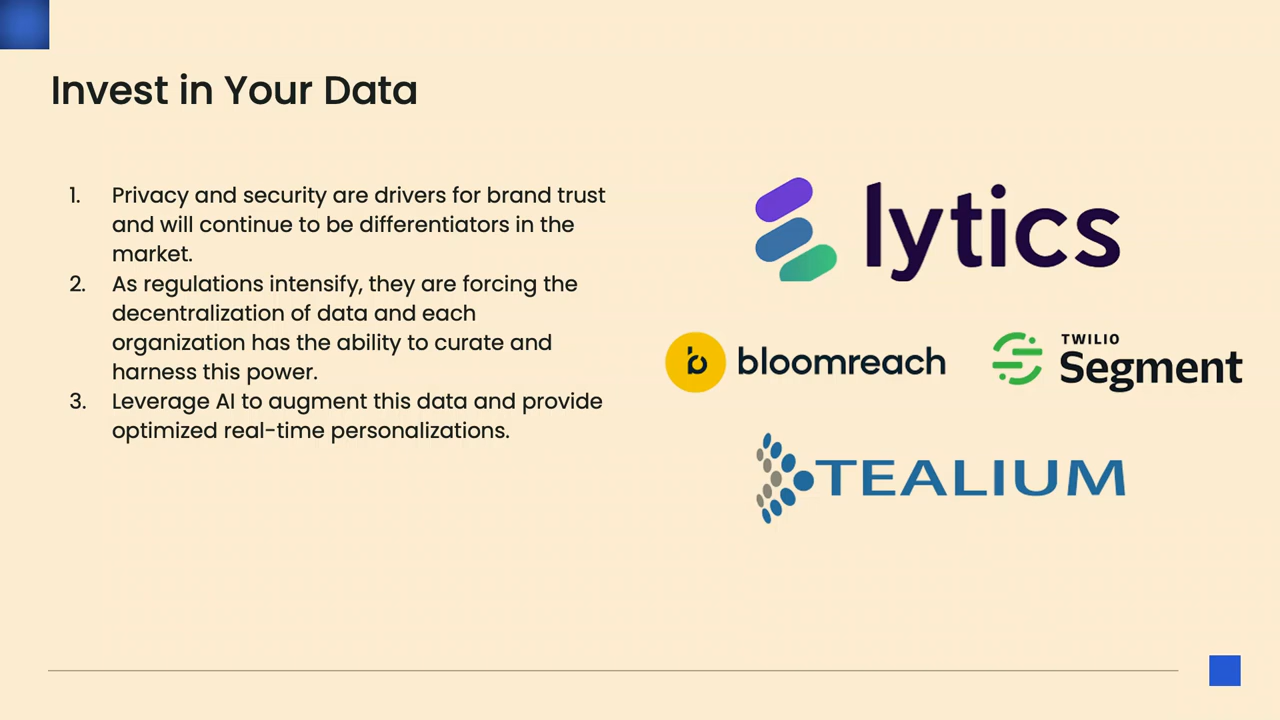 Invest in Your Data
1. Privacy and security are drivers for brand trust
and will continue to be differentiators in the
market.
2. As regulations intensify, they are forcing the
decentralization of data and each
organization has the ability to curate and
harness this power.
3. Leverage AI to augment this data and provide
optimized real-time personalizations.
lytics
bloomreach
TWILIO
Segment
TEALIUM